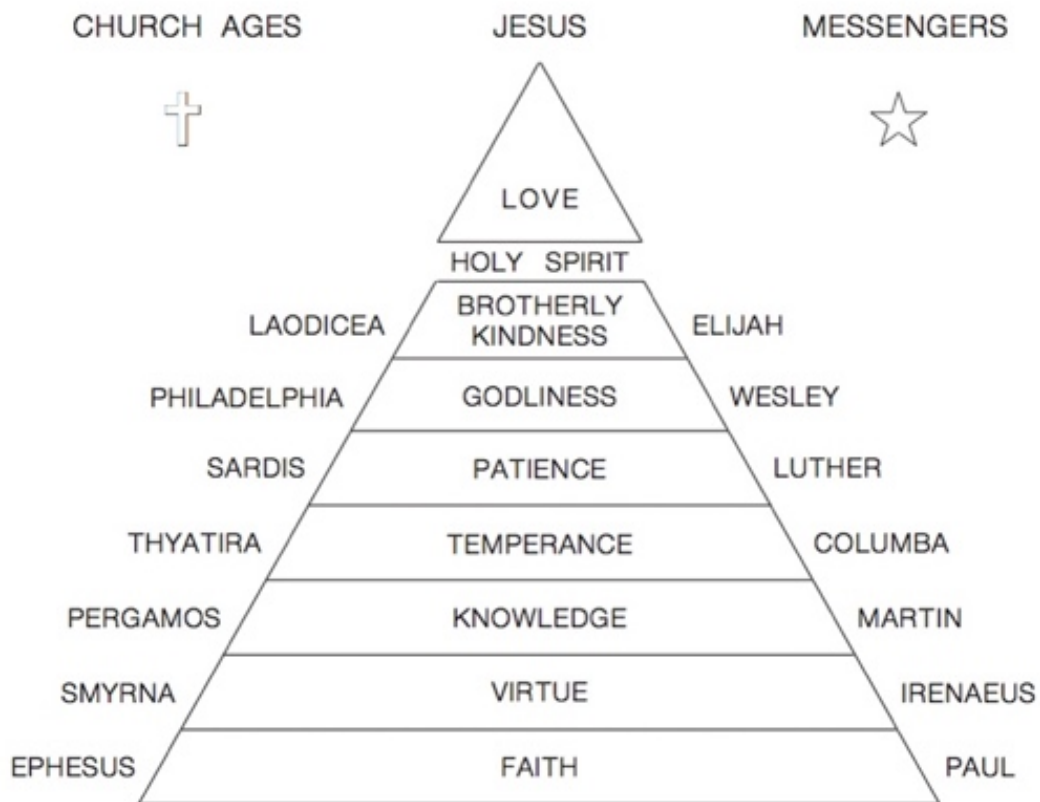 CHURCH AGES JESUS MESSENGERS
LOVE
HOLY SPIRIT
BROTHERLY
LAODICEA KINDNESS ELIJAH
PHILADELPHIA GODLINESS WESLEY
SARDIS PATIENCE LUTHER
THYATIRA TEMPERANCE COLUMBA
PERGAMOS KNOWLEDGE MARTIN
SMYRNA VIRTUE IRENAEUS
EPHESUS FAITH PAUL